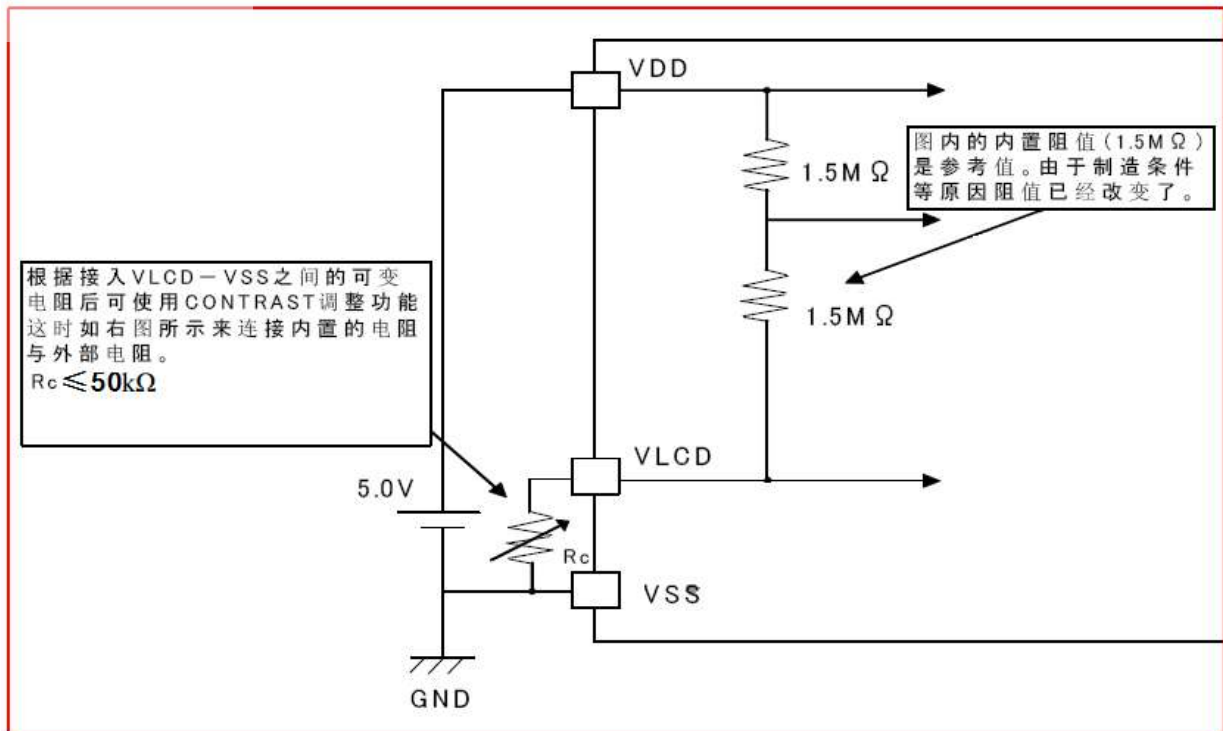 VDD
图内的内置阻值(1.5MΩ)
是参考值。由于制造条件
等原因阻值已经改变了。
1.5MΩ
根据接入VLCD－VSS之间的可变
电阻后可使用CONTRAST调整功能
这时如右图所示来连接内置的电阻
与外部电阻。
Rc≤50kΩ
1.5MΩ
VLCD
5.0V
Rc
VSS
GND